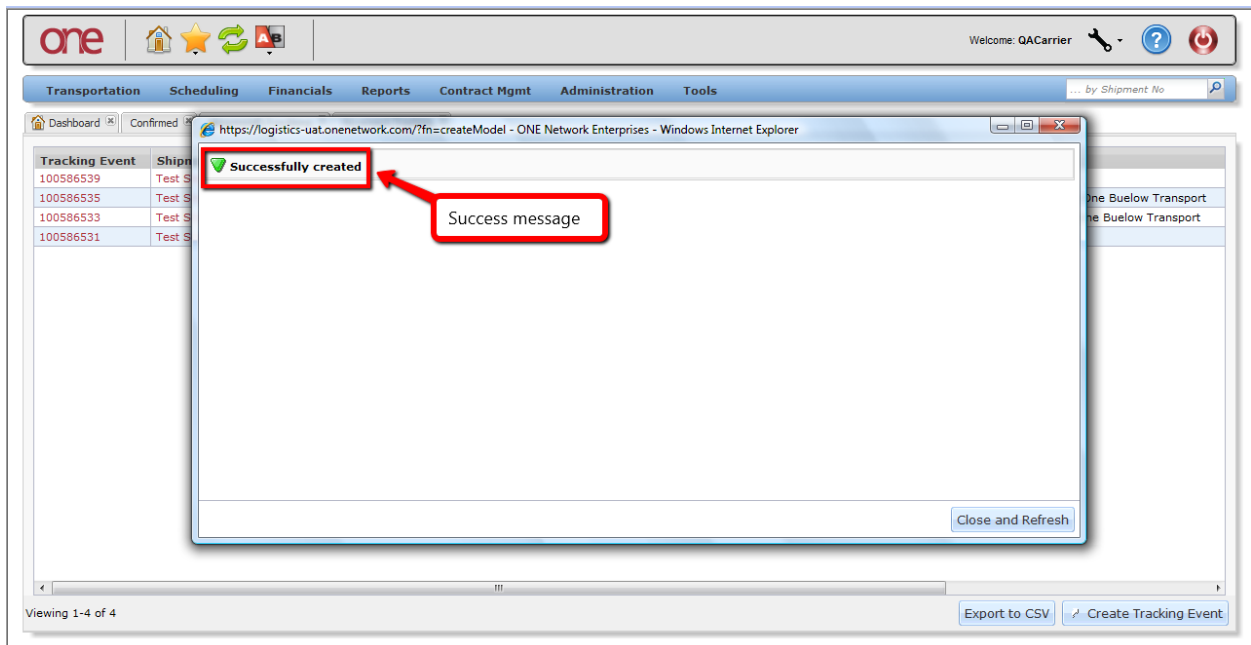 one
AB
Welcome: QACarrier
?
Transportation Scheduling Financials Reports Contract Mgmt Administration Tools
... by Shipment No
Dashboard Confirmed
https://logistics-uat.onenetwork.com/?fn=createModel - ONE Network Enterprises - Windows Internet Explorer
Successfully created
Success message
Tracking Event Shipn
100586539 Test S
100586535 Test S One Buelow Transport
100586533 Test S ne Buelow Transport
100586531 Test S
Close and Refresh
Viewing 1-4 of 4
Export to CSV Create Tracking Event